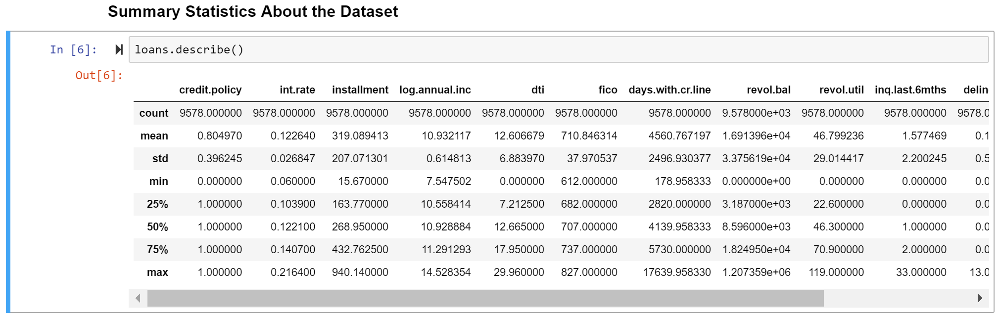 Summary Statistics About the Dataset
In [6]: loans.describe()
Out[6]:
credit.policy int.rate installment log.annual.inc dti fico days.with.cr.line revol.bal revol.util inq.last.6mths delin
count 9578.000000 9578.000000 9578.000000 9578.000000 9578.000000 9578.000000 9578.000000 9.578000e+03 9578.000000 9578.000000 9578.0
mean 0.804970 0.122640 319.089413 10.932117 12.606679 710.846314 4560.767197 1.691396e+04 46.799236 1.577469 0.1
std 0.396245 0.026847 207.071301 0.614813 6.883970 37.970537 2496.930377 3.375619e+04 29.014417 2.200245 0.5
min 0.000000 0.060000 15.670000 7.547502 0.000000 612.000000 178.958333 0.000000e+00 0.000000 0.000000 0.0
25% 1.000000 0.103900 163.770000 10.558414 7.212500 682.000000 2820.000000 3.187000e+03 22.600000 0.000000 0.0
50% 1.000000 0.122100 268.950000 10.928884 12.665000 707.000000 4139.958333 8.596000e+03 46.300000 1.000000 0.0
75% 1.000000 0.140700 432.762500 11.291293 17.950000 737.000000 5730.000000 1.824950e+04 70.900000 2.000000 0.0
max 1.000000 0.216400 940.140000 14.528354 29.960000 827.000000 17639.958330 1.207359e+06 119.000000 33.000000 13.0